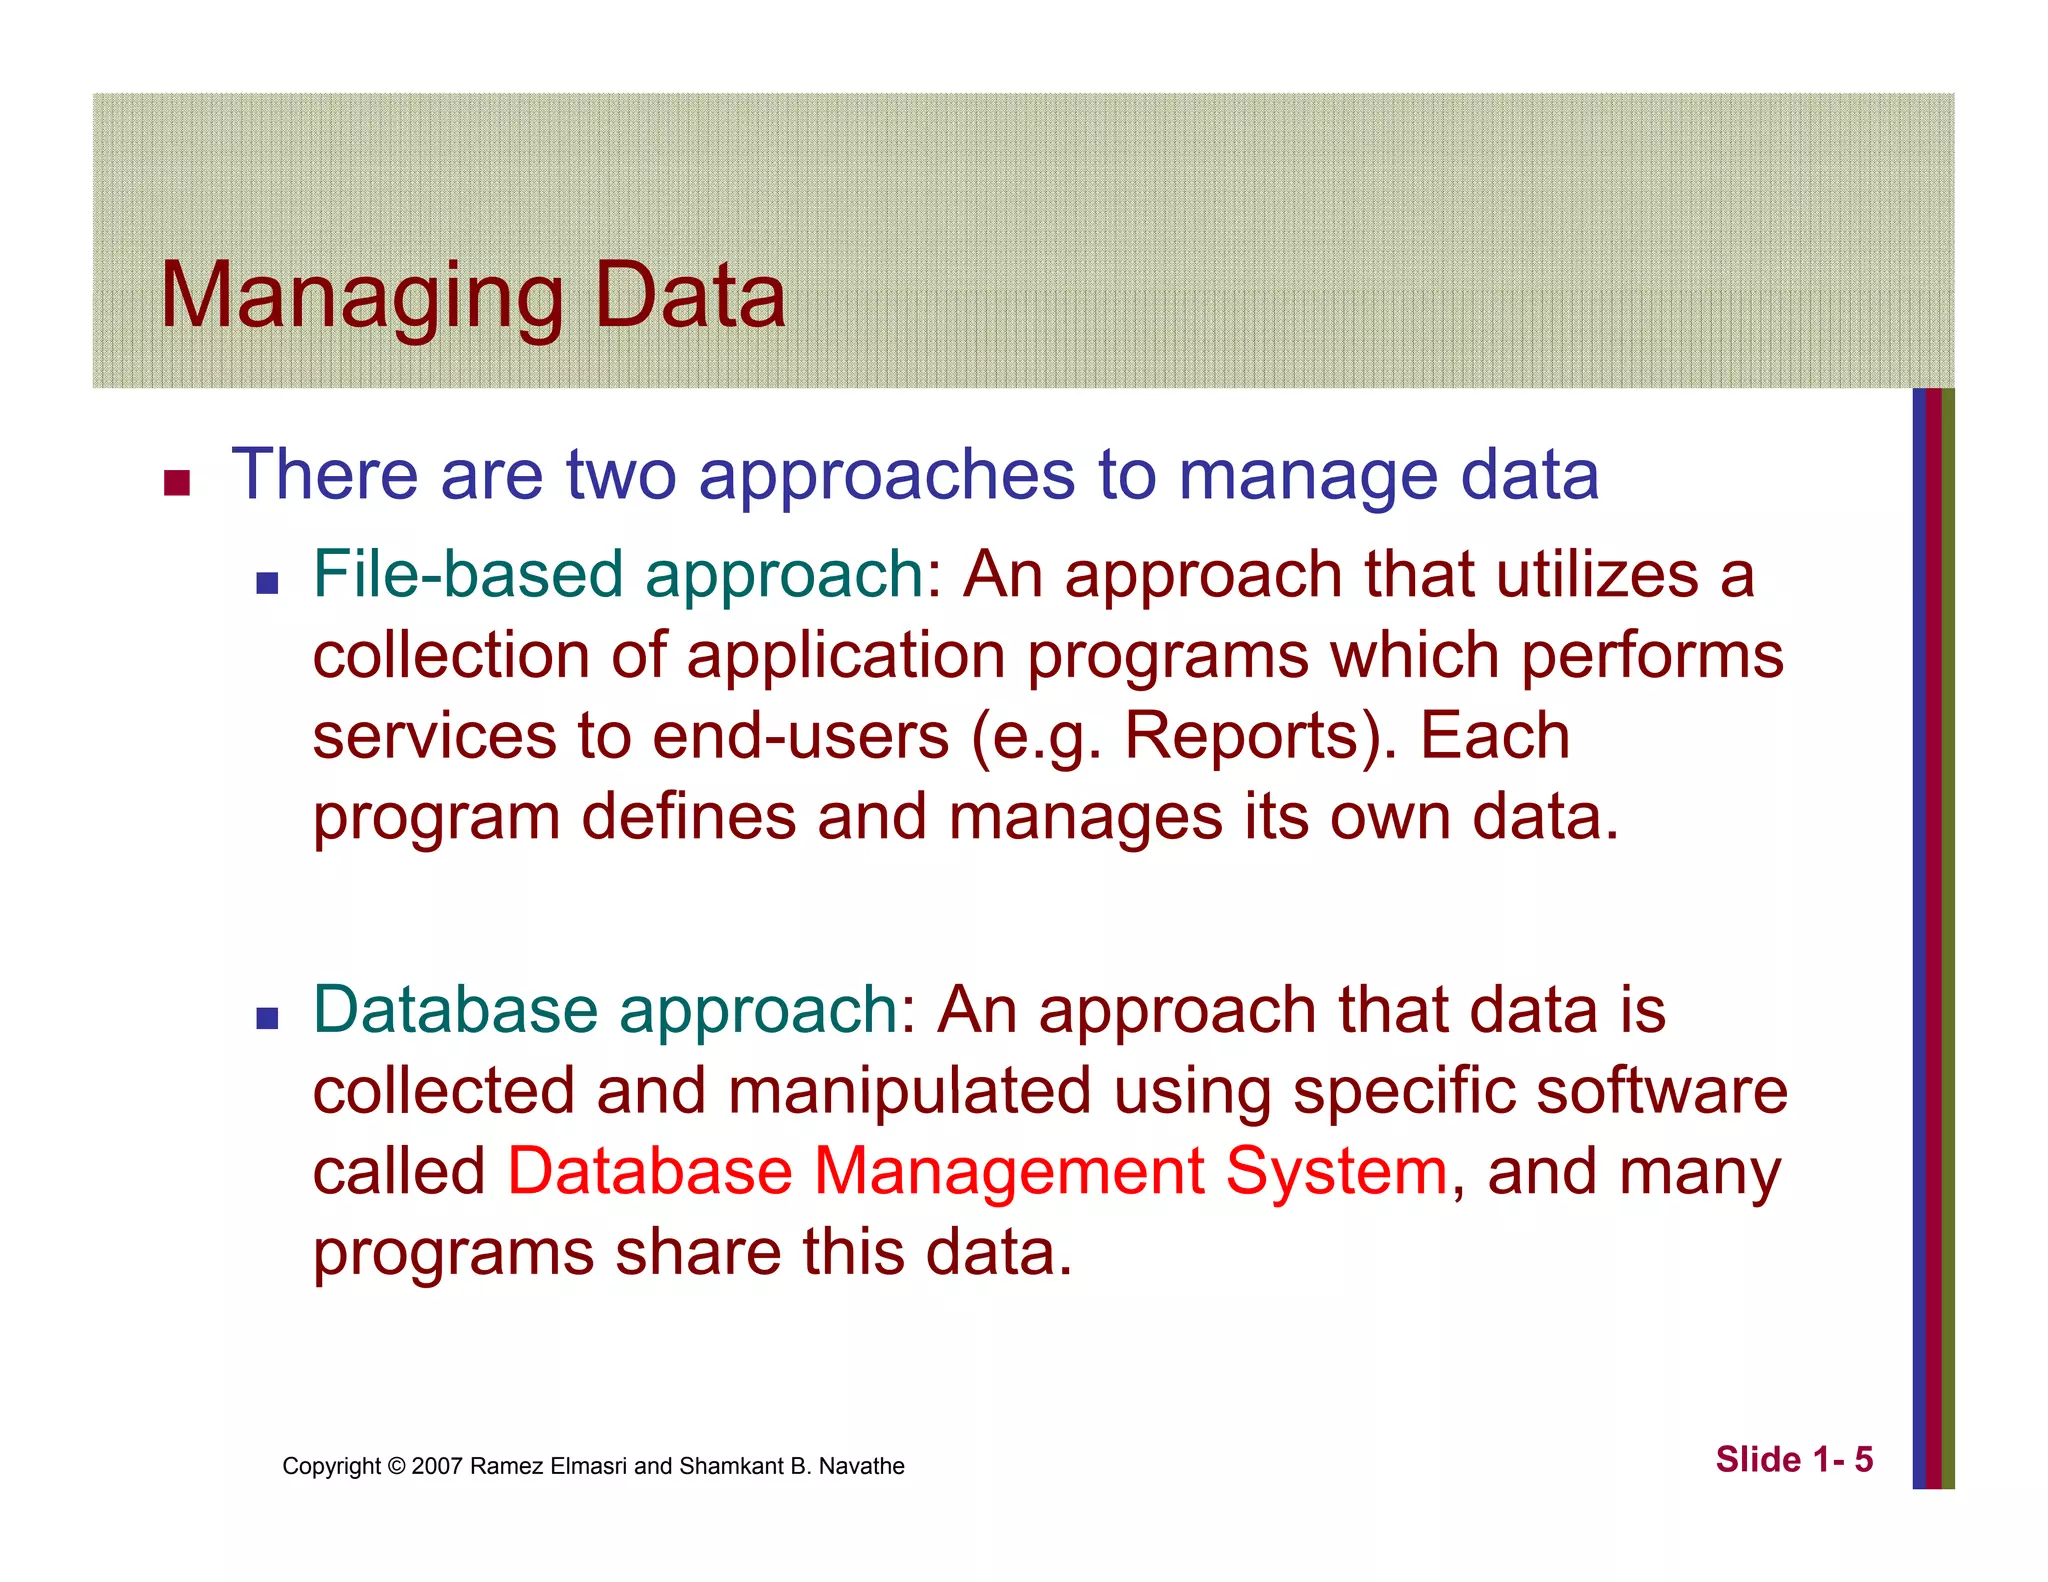 Managing Data
There are two approaches to manage data
File-based approach: An approach that utilizes a
collection of application programs which performs
services to end-users (e.g. Reports). Each
program defines and manages its own data.
Database approach: An approach that data is
collected and manipulated using specific software
called Database Management System, and many
programs share this data.
Copyright © 2007 Ramez Elmasri and Shamkant B. Navathe
Slide 1- 5